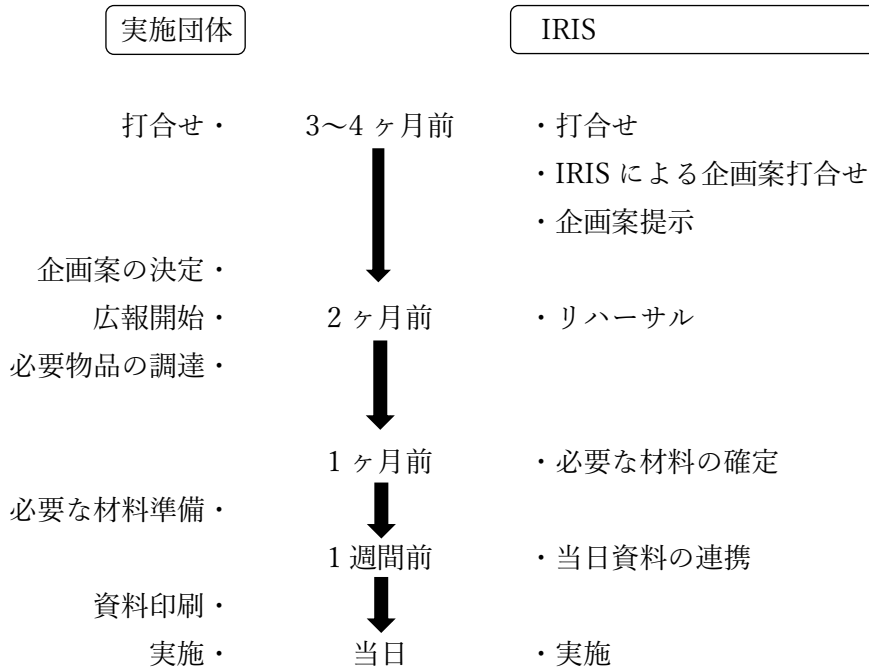 実施団体 IRIS
打合せ・ 3～4 ヶ月前 ・打合せ
・IRIS による企画案打合せ
・企画案提示
企画案の決定・
広報開始・ 2 ヶ月前 ・リハーサル
必要物品の調達・
1 ヶ月前 ・必要な材料の確定
必要な材料準備・
1 週間前 ・当日資料の連携
資料印刷・
実施・ 当日 ・実施